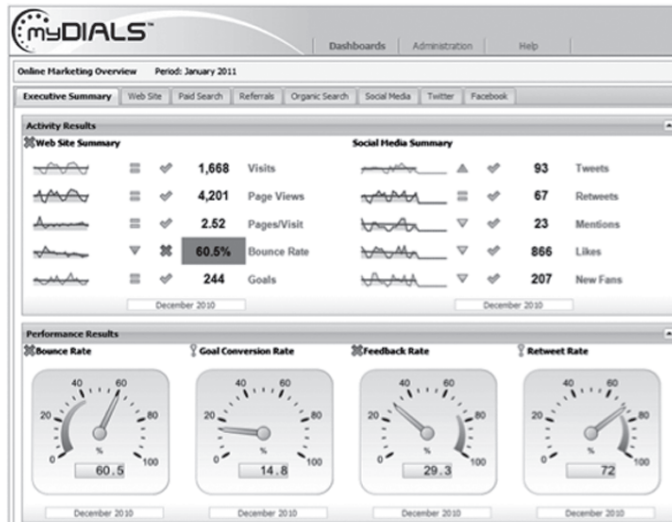 myDIALS™
Dashboards Administration Help
Online Marketing Overview Period: January 2011
Executive Summary Web Site Paid Search Referrals Organic Search Social Media Twitter Facebook
Activity Results
Web Site Summary Social Media Summary
1,668 Visits 93 Tweets
4,201 Page Views 67 Retweets
2.52 Pages/Visit 23 Mentions
60.5% Bounce Rate 866 Likes
244 Goals 207 New Fans
December 2010 December 2010
Performance Results
Bounce Rate Goal Conversion Rate Feedback Rate Retweet Rate
40 60 40 60 40 60 40 60
20 80 20 80 20 80 20 80
% % % %
0 100 0 100 0 100 0 100
60.5 14.8 29.3 72
December 2010 December 2010 December 2010 December 2010